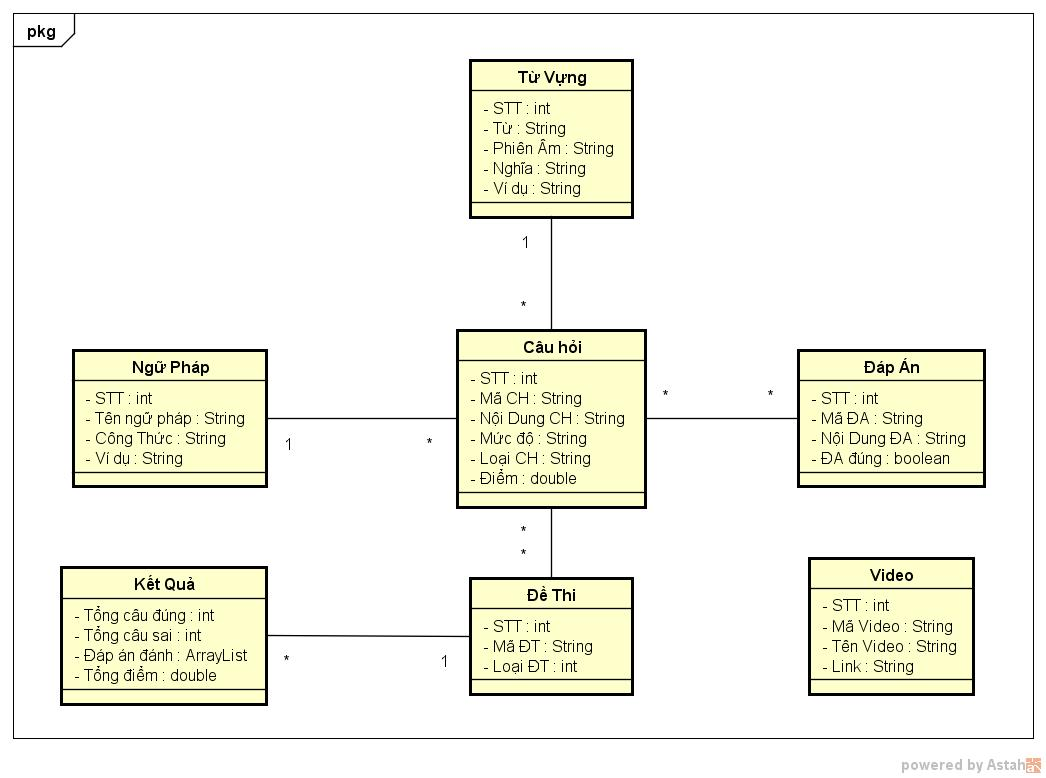 pkg
Từ Vựng
- STT : int
- Từ : String
- Phiên Âm : String
- Nghĩa : String
- Ví dụ : String
1
*
Ngữ Pháp
- STT : int
- Tên ngữ pháp : String
- Công Thức : String
- Ví dụ : String
1
*
Câu hỏi
- STT : int
- Mã CH : String
- Nội Dung CH : String
- Mức độ : String
- Loại CH : String
- Điểm : double
*
*
Đáp Án
- STT : int
- Mã ĐA : String
- Nội Dung ĐA : String
- ĐA đúng : boolean
*
*
Kết Quả
- Tổng câu đúng : int
- Tổng câu sai : int
- Đáp án đánh : ArrayList
- Tổng điểm : double
*
1
Đề Thi
- STT : int
- Mã ĐT : String
- Loại ĐT : int
Video
- STT : int
- Mã Video : String
- Tên Video : String
- Link : String
powered by Astah